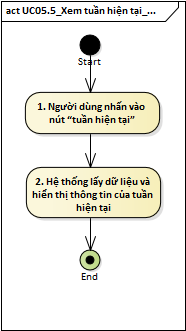 act UC05.5_Xem tuần hiện tại_...
Start
1. Người dùng nhấn vào
nút “tuần hiện tại”
2. Hệ thống lấy dữ liệu và
hiển thị thông tin của tuần
hiện tại
End